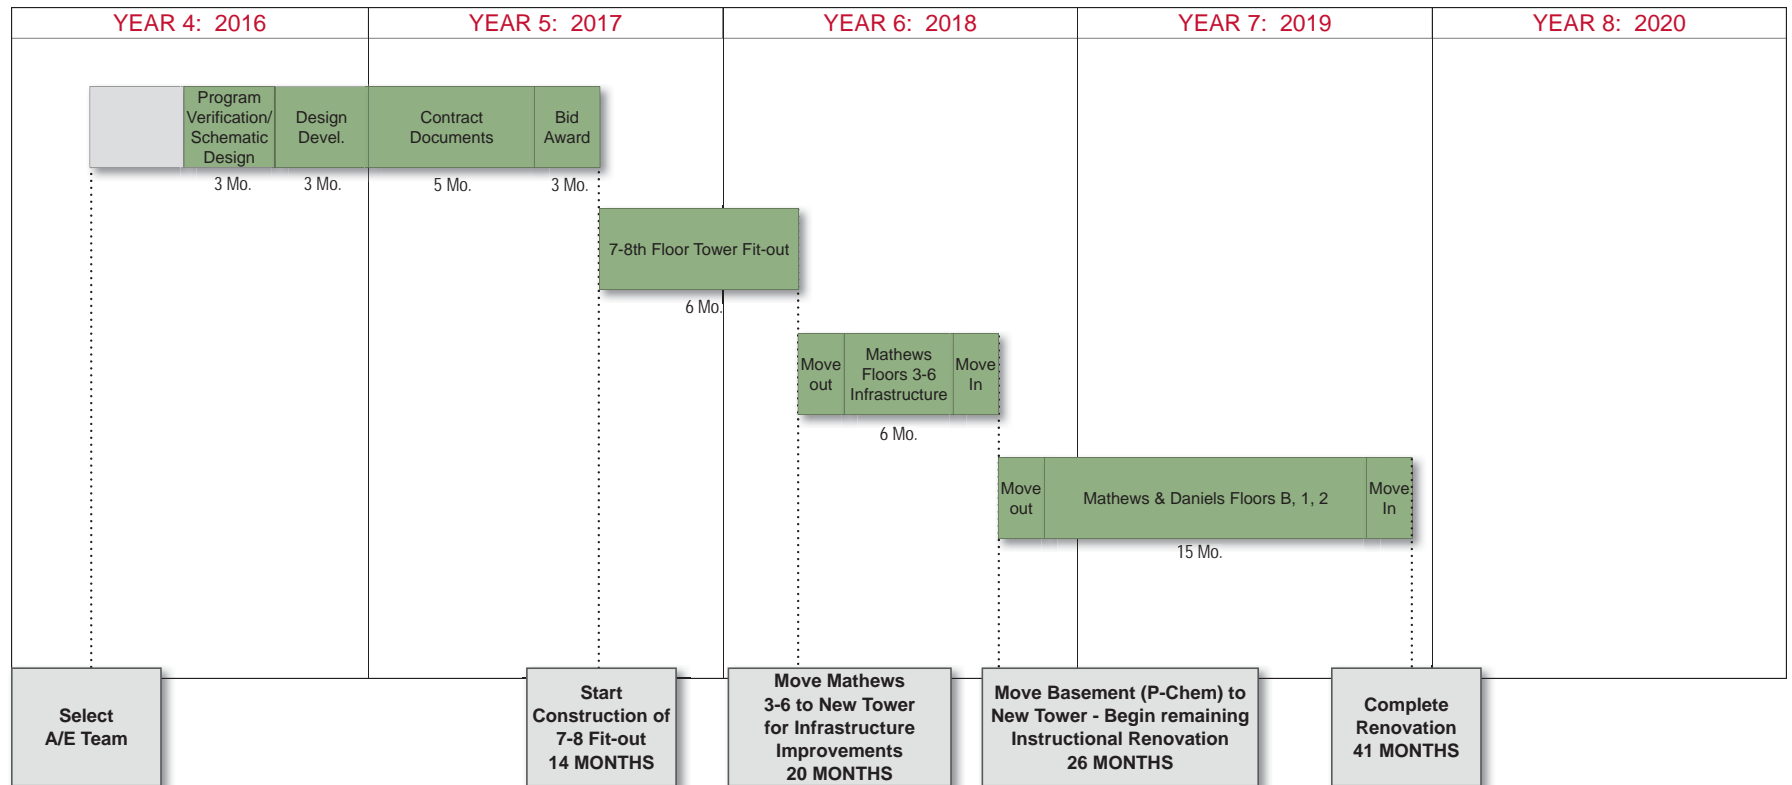 YEAR 4: 2016
YEAR 5: 2017
YEAR 6: 2018
YEAR 7: 2019
YEAR 8: 2020
Program
Verification/
Schematic
Design
Design
Devel.
Contract
Documents
Bid
Award
3 Mo.
3 Mo.
5 Mo.
3 Mo.
7-8th Floor Tower Fit-out
6 Mo.
Move
out
Mathews
Floors 3-6
Infrastructure
Move
In
6 Mo.
Move
out
Mathews & Daniels Floors B, 1, 2
Move
In
15 Mo.
Select
A/E Team
Start
Construction of
7-8 Fit-out
14 MONTHS
Move Mathews
3-6 to New Tower
for Infrastructure
Improvements
20 MONTHS
Move Basement (P-Chem) to
New Tower - Begin remaining
Instructional Renovation
26 MONTHS
Complete
Renovation
41 MONTHS